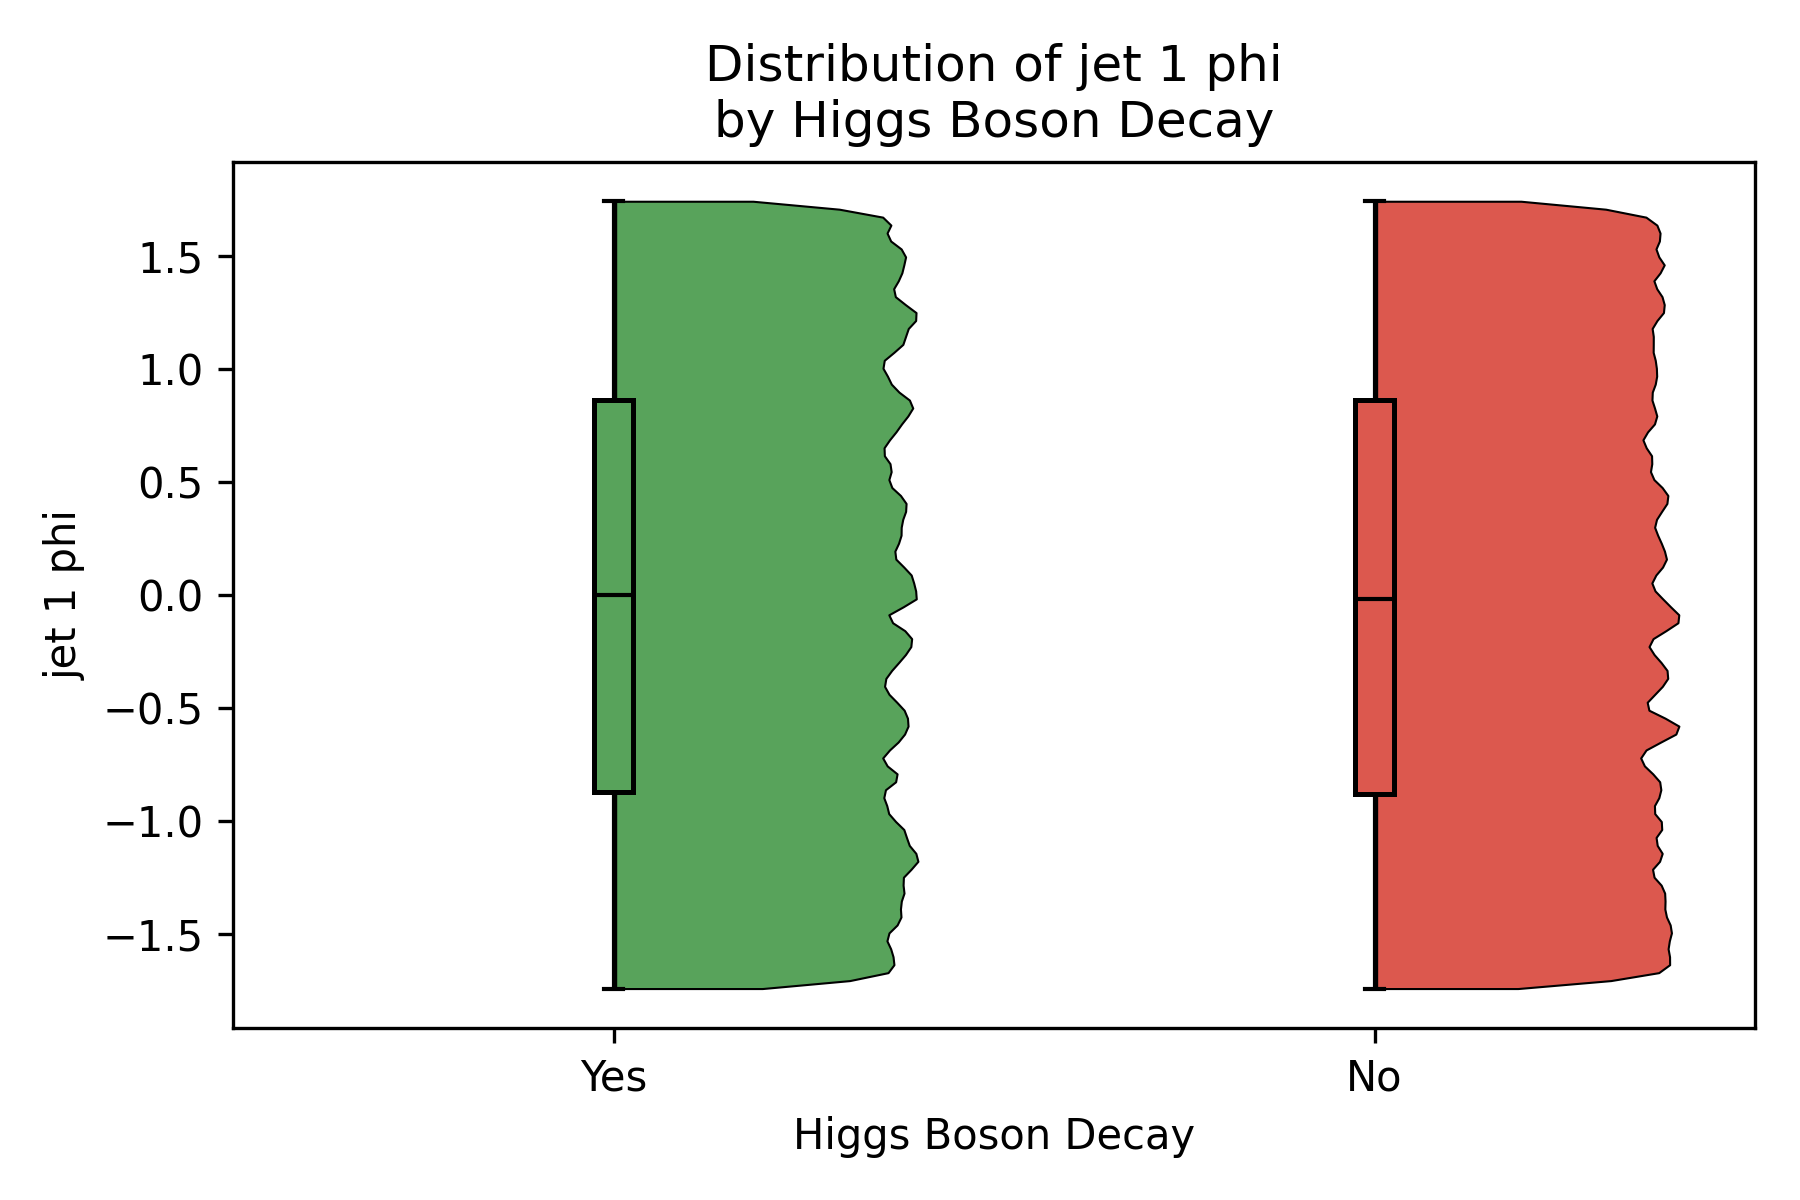 Distribution of jet 1 phi
by Higgs Boson Decay
jet 1 phi
1.5
1.0
0.5
0.0
−0.5
−1.0
−1.5
Yes
No
Higgs Boson Decay